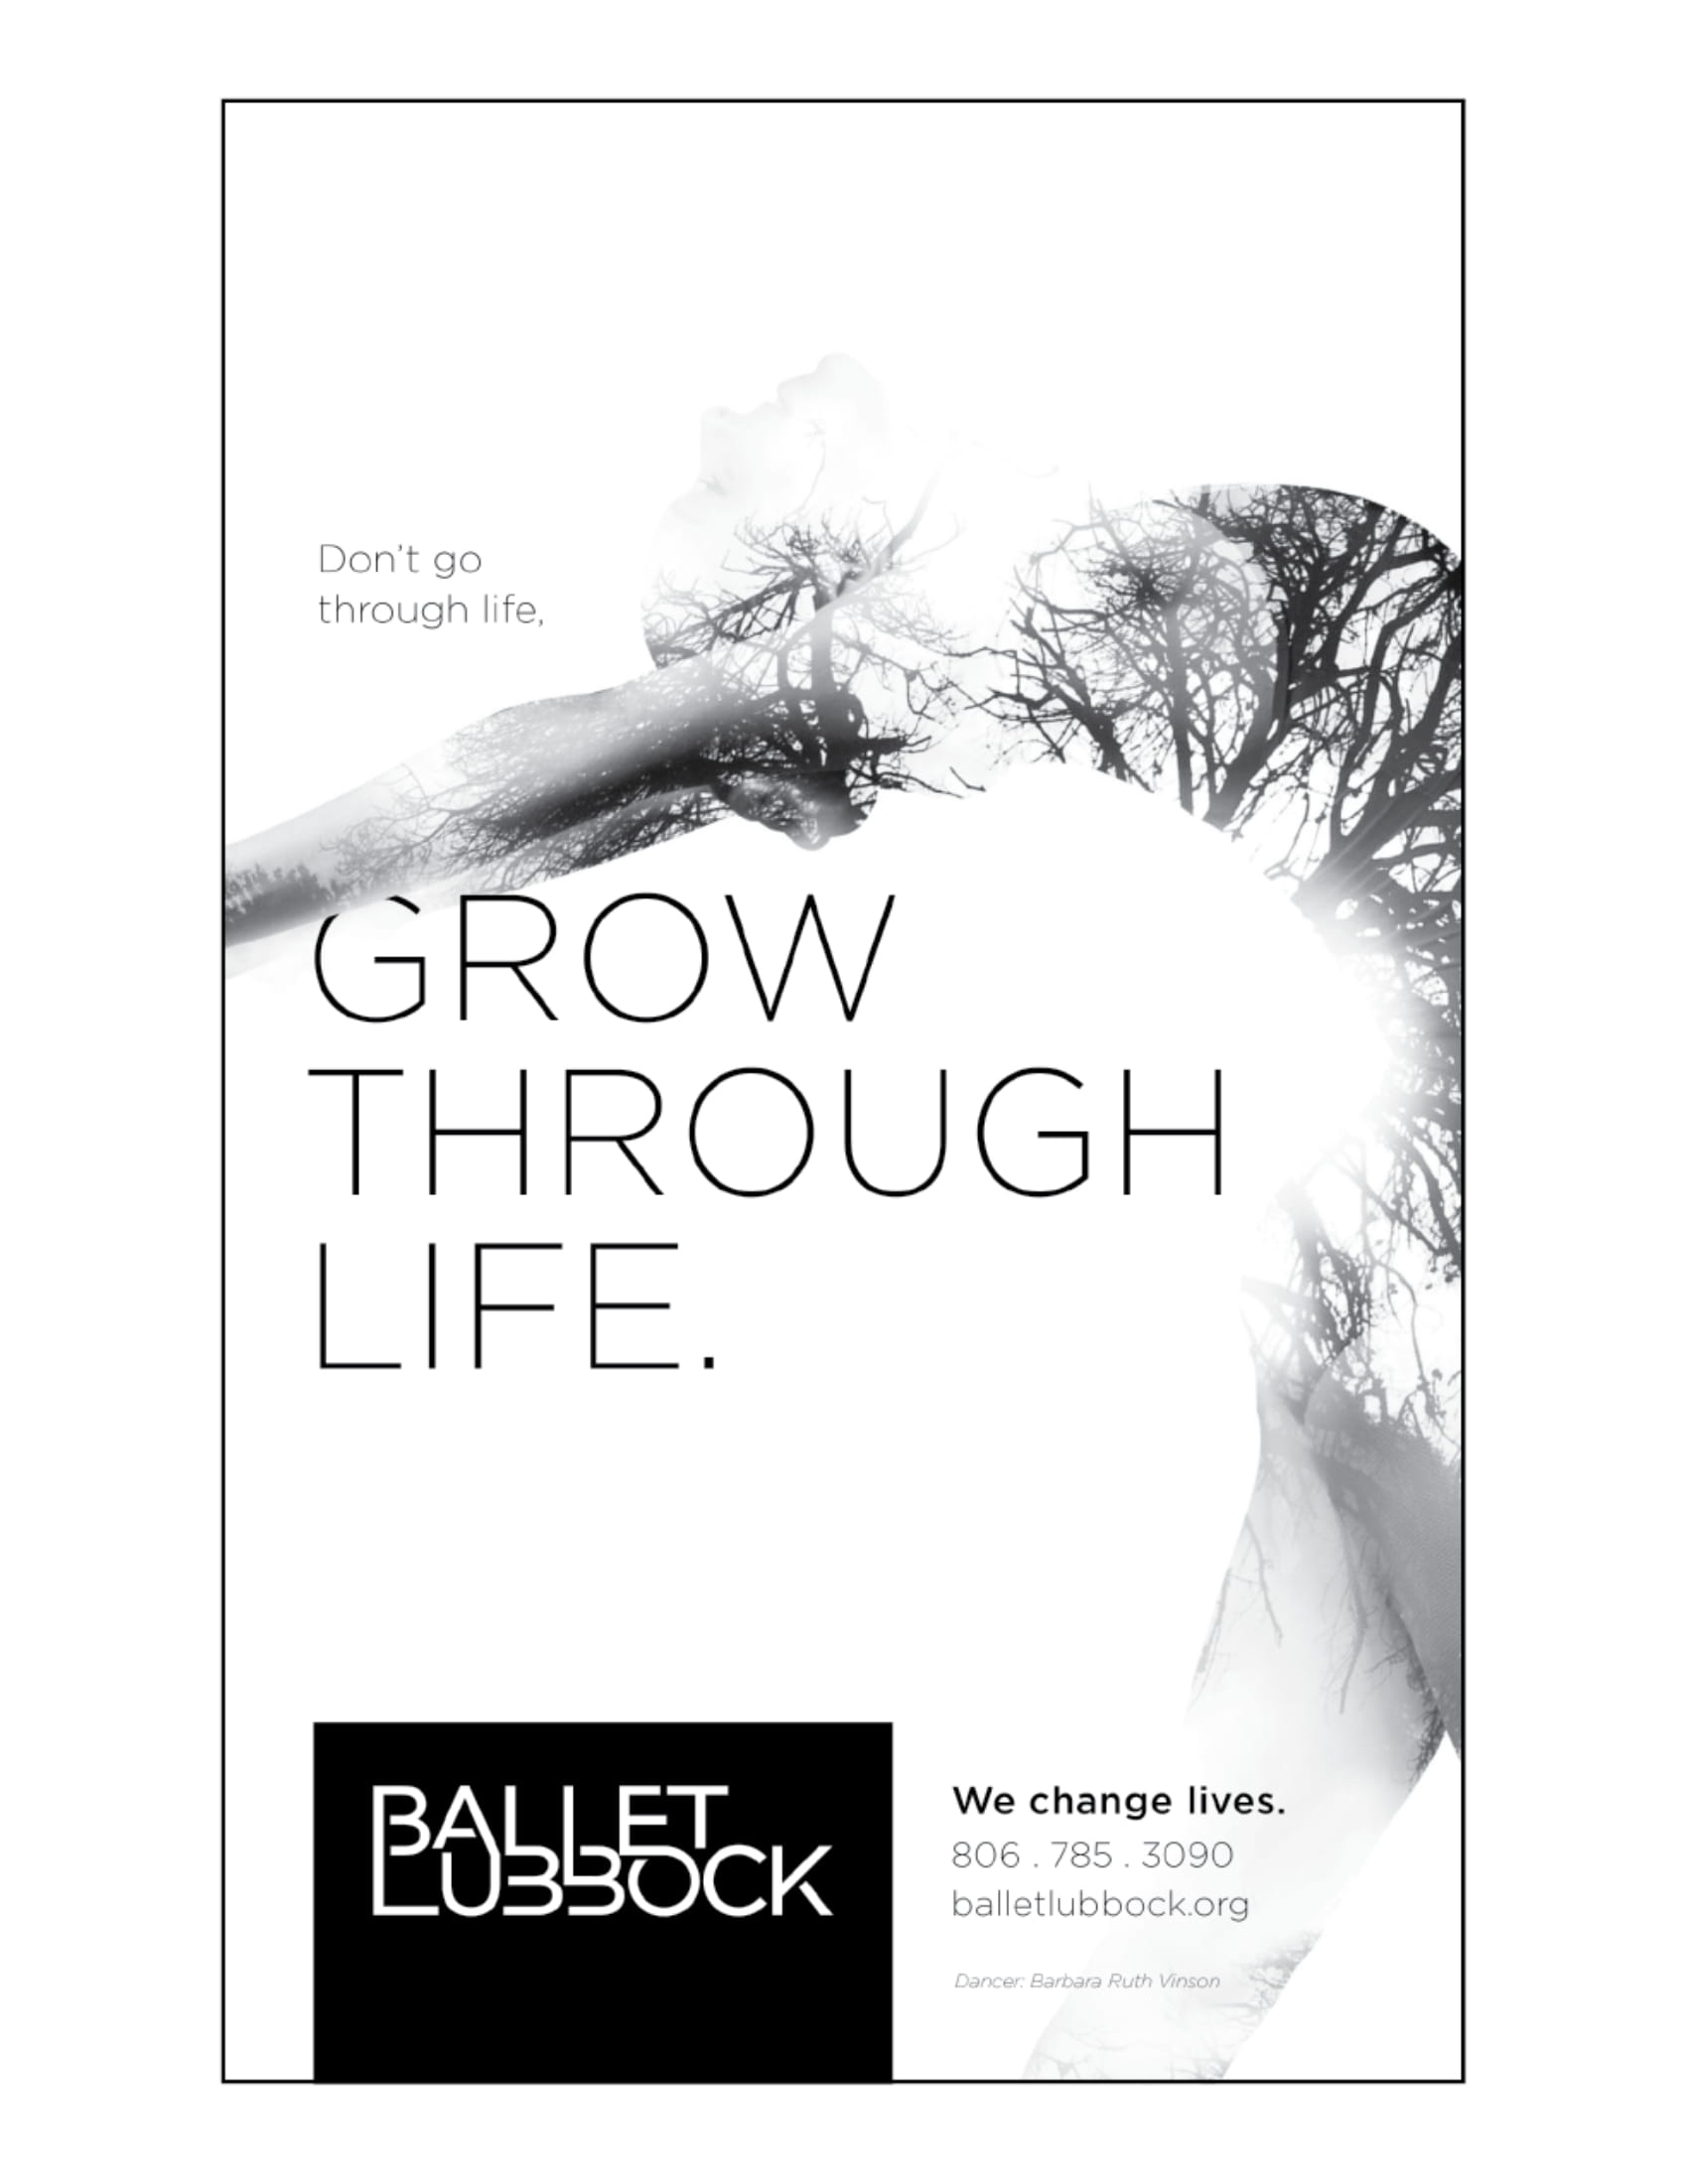 Don't go
through life,
GROW
THROUGH
LIFE.
BALLET
LUBBOCK
We change lives.
806 . 785 . 3090
balletlubbock.org
Dancer: Barbara Ruth Vinson